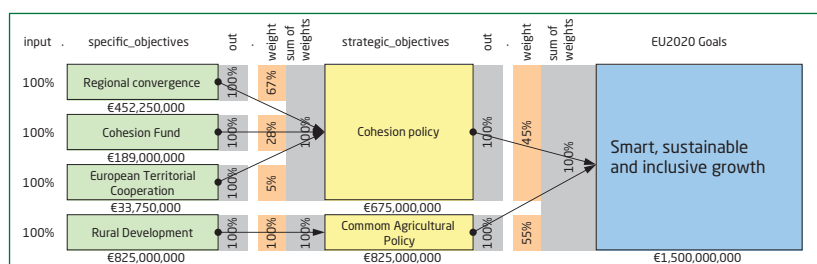 input . specific_objectives out . weight sum of weights strategic_objectives out . weight sum of weights EU2020 Goals
100% Regional convergence 100% 67%
€452,250,000
100% Cohesion Fund 100% 28% 100% Cohesion policy 100% 45%
€189,000,000
100% European Territorial
Cooperation 100% 5%
€33,750,000 €675,000,000
100% Smart, sustainable
and inclusive growth
100% Rural Development 100% 100% 100% Commom Agricultural
Policy 100% 55%
€825,000,000 €825,000,000 €1,500,000,000